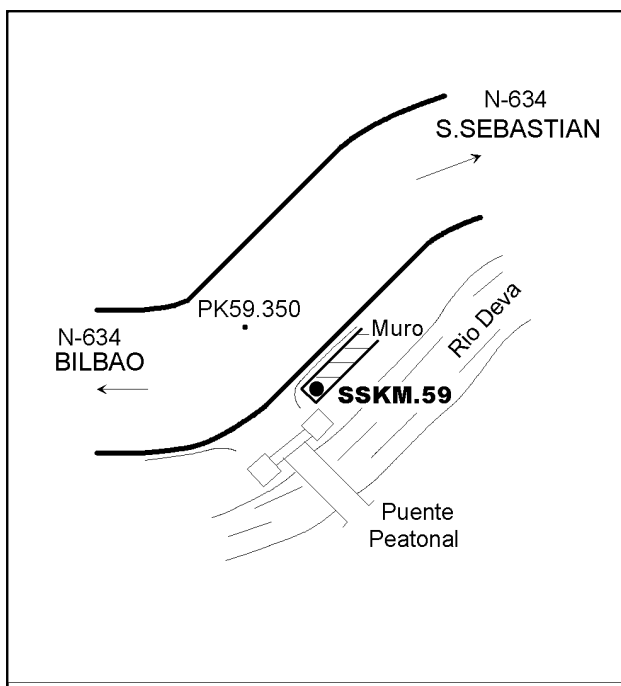 N-634
S.SEBASTIAN
PK59.350
N-634
BILBAO
Muro
Rio Deva
SSKM.59
Puente
Peatonal